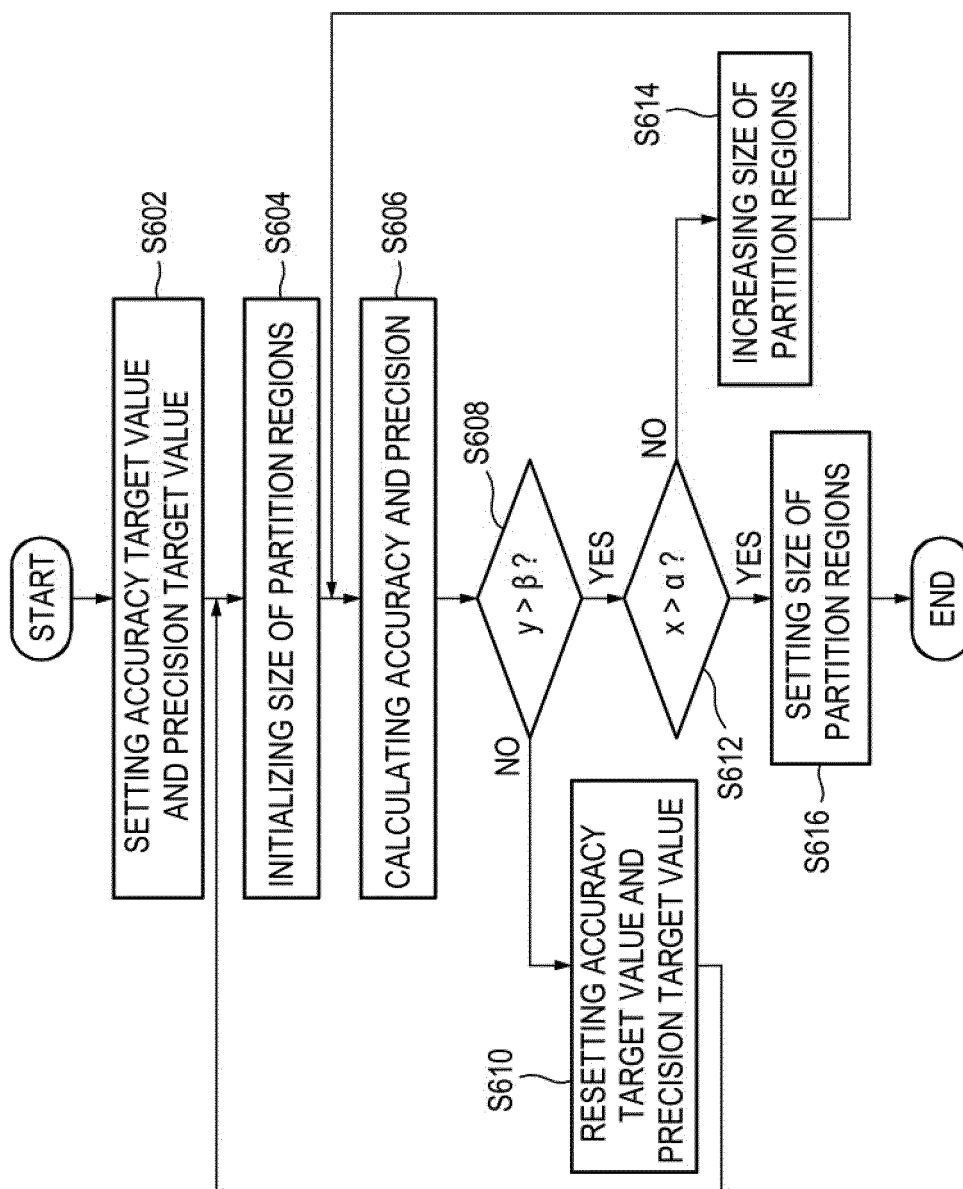 START
SETTING ACCURACY TARGET VALUE
AND PRECISION TARGET VALUE
S602
INITIALIZING SIZE OF PARTITION REGIONS
S604
CALCULATING ACCURACY AND PRECISION
S606
y > β ?
S608
NO
YES
RESETTING ACCURACY
TARGET VALUE AND
PRECISION TARGET VALUE
S610
x > α ?
S612
NO
YES
INCREASING SIZE OF
PARTITION REGIONS
S614
SETTING SIZE OF
PARTITION REGIONS
S616
END